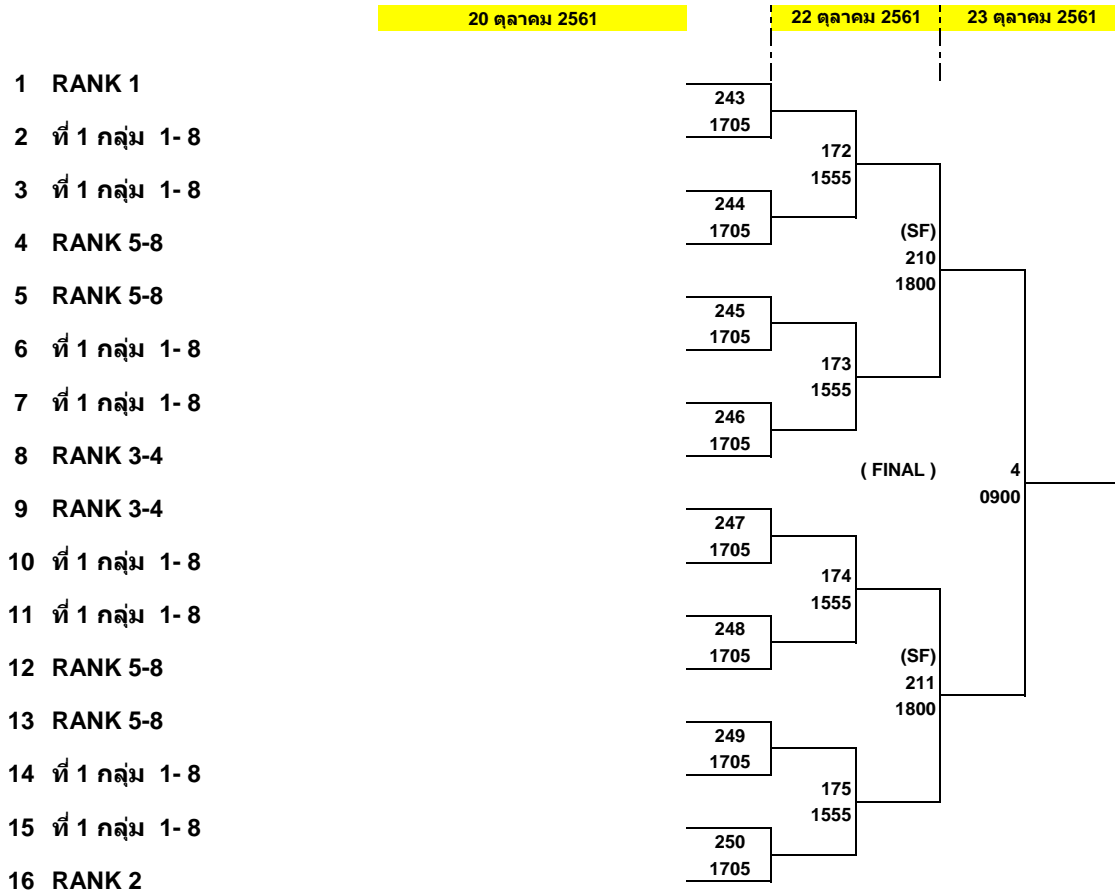 20 ตุลาคม 2561 22 ตุลาคม 2561 23 ตุลาคม 2561
1 RANK 1
243
2 ที่ 1 กลุ่ม 1- 8 1705
172
3 ที่ 1 กลุ่ม 1- 8 1555
244
4 RANK 5-8 1705 (SF)
210
5 RANK 5-8 1800
245
6 ที่ 1 กลุ่ม 1- 8 1705
173
7 ที่ 1 กลุ่ม 1- 8 1555
246
8 RANK 3-4 1705
( FINAL ) 4
9 RANK 3-4 0900
247
10 ที่ 1 กลุ่ม 1- 8 1705
174
11 ที่ 1 กลุ่ม 1- 8 1555
248
12 RANK 5-8 1705 (SF)
211
13 RANK 5-8 1800
249
14 ที่ 1 กลุ่ม 1- 8 1705
175
15 ที่ 1 กลุ่ม 1- 8 1555
250
16 RANK 2 1705